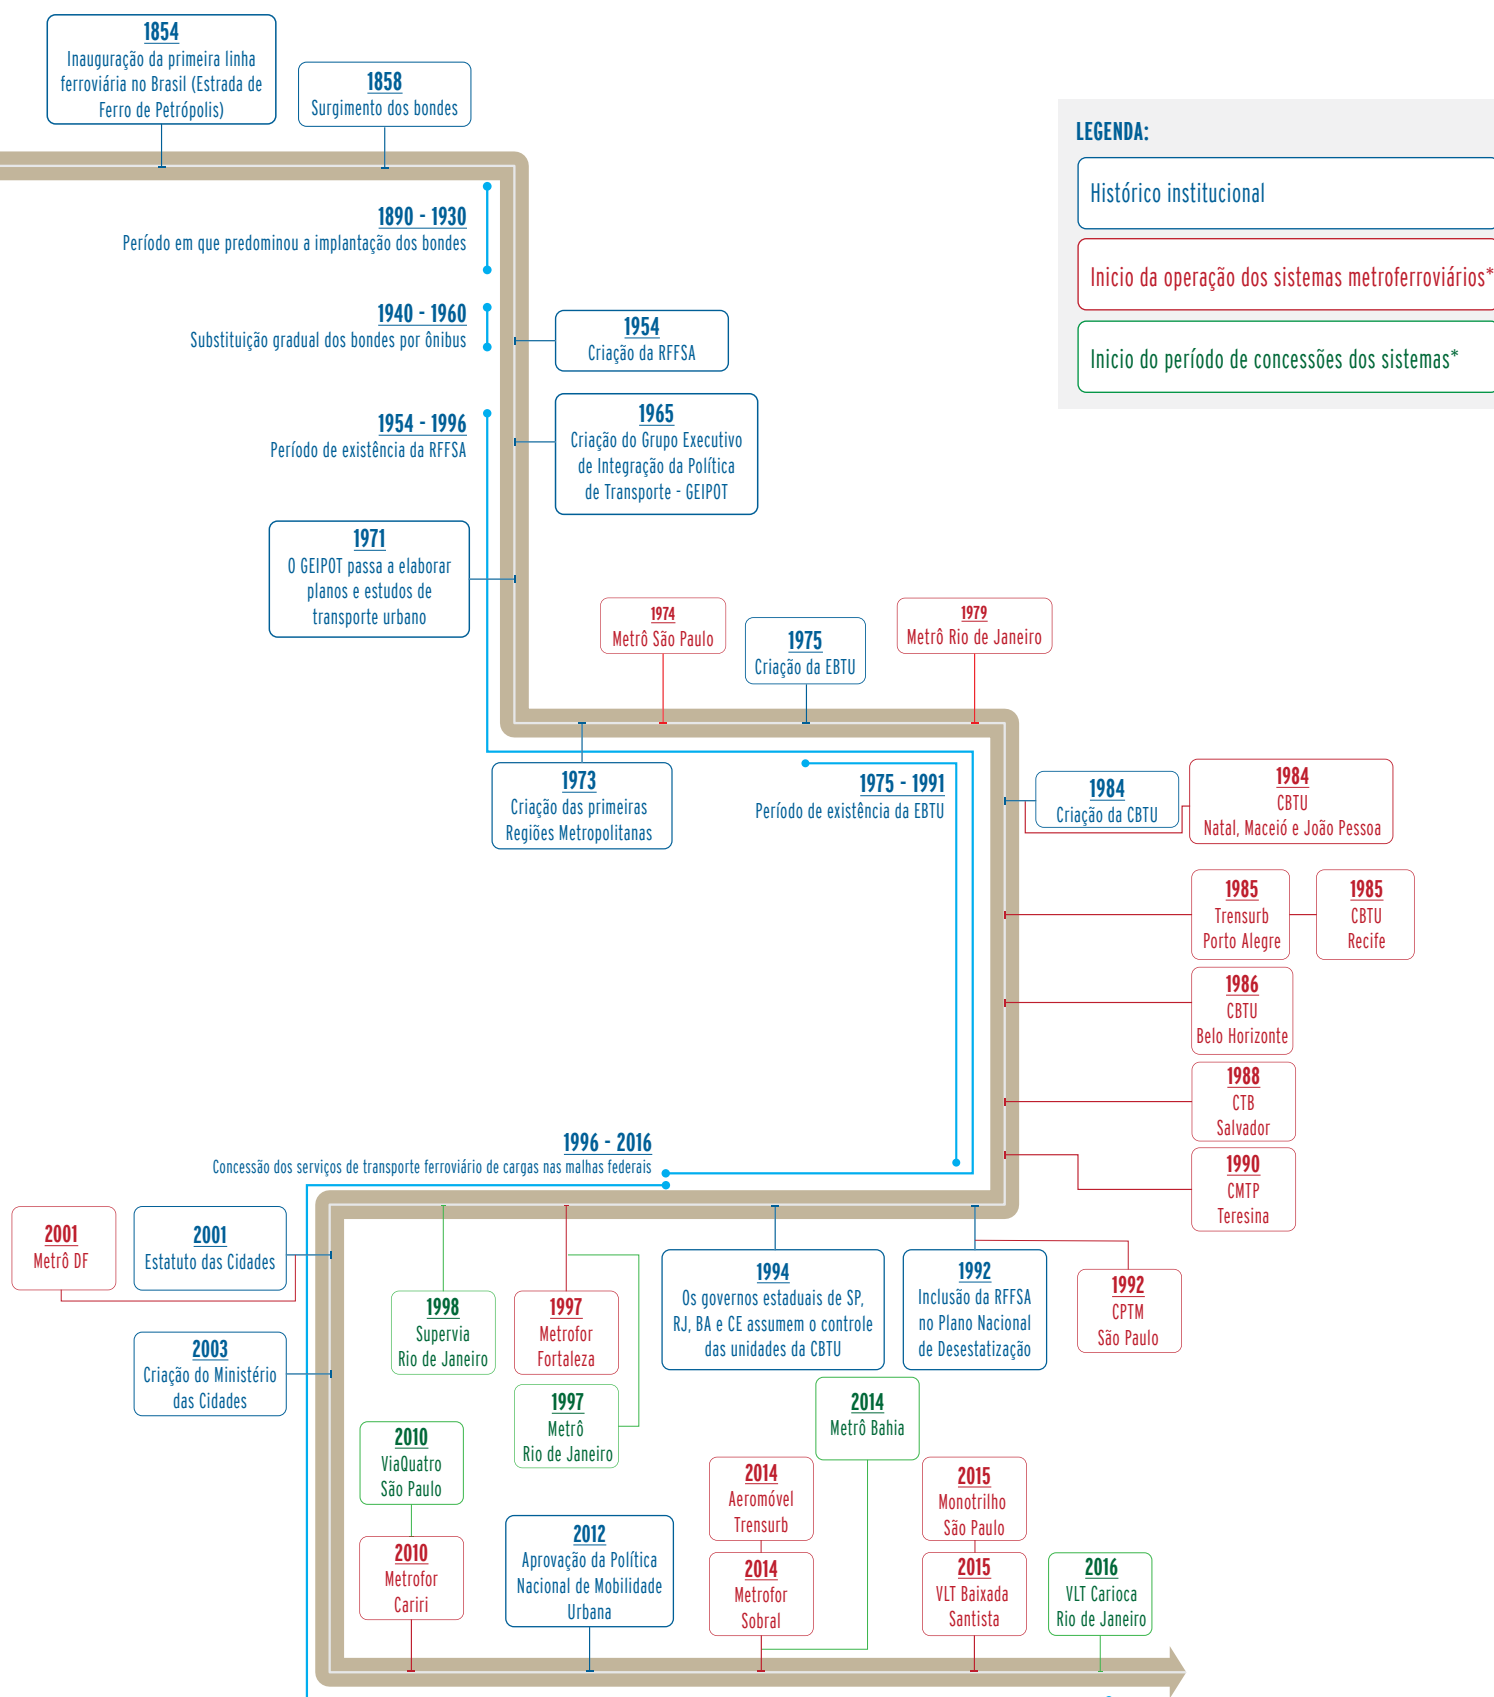 1854
Inauguração da primeira linha
ferroviária no Brasil (Estrada de
Ferro de Petrópolis)
1858
Surgimento dos bondes
LEGENDA:
Histórico institucional
Inicio da operação dos sistemas metroferroviários*
Inicio do período de concessões dos sistemas*
1890 - 1930
Período em que predominou a implantação dos bondes
1940 - 1960
Substituição gradual dos bondes por ônibus
1954
Criação da RFFSA
1954 - 1996
Período de existência da RFFSA
1965
Criação do Grupo Executivo
de Integração da Política
de Transporte - GEIPOT
1971
O GEIPOT passa a elaborar
planos e estudos de
transporte urbano
1974
Metrô São Paulo
1975
Criação da EBTU
1979
Metrô Rio de Janeiro
1973
Criação das primeiras
Regiões Metropolitanas
1975 - 1991
Período de existência da EBTU
1984
Criação da CBTU
1984
CBTU
Natal, Maceió e João Pessoa
1985
Trensurb
Porto Alegre
1985
CBTU
Recife
1986
CBTU
Belo Horizonte
1988
CTB
Salvador
1990
CMTP
Teresina
1996 - 2016
Concessão dos serviços de transporte ferroviário de cargas nas malhas federais
2001
Metrô DF
2001
Estatuto das Cidades
1998
Supervia
Rio de Janeiro
1997
Metrofor
Fortaleza
1994
Os governos estaduais de SP,
RJ, BA e CE assumem o controle
das unidades da CBTU
1992
Inclusão da RFFSA
no Plano Nacional
de Desestatização
1992
CPTM
São Paulo
2003
Criação do Ministério
das Cidades
1997
Metrô
Rio de Janeiro
2014
Metrô Bahia
2010
ViaQuatro
São Paulo
2010
Metrofor
Cariri
2012
Aprovação da Política
Nacional de Mobilidade
Urbana
2014
Aeromóvel
Trensurb
2014
Metrofor
Sobral
2015
Monotrilho
São Paulo
2015
VLT Baixada
Santista
2016
VLT Carioca
Rio de Janeiro